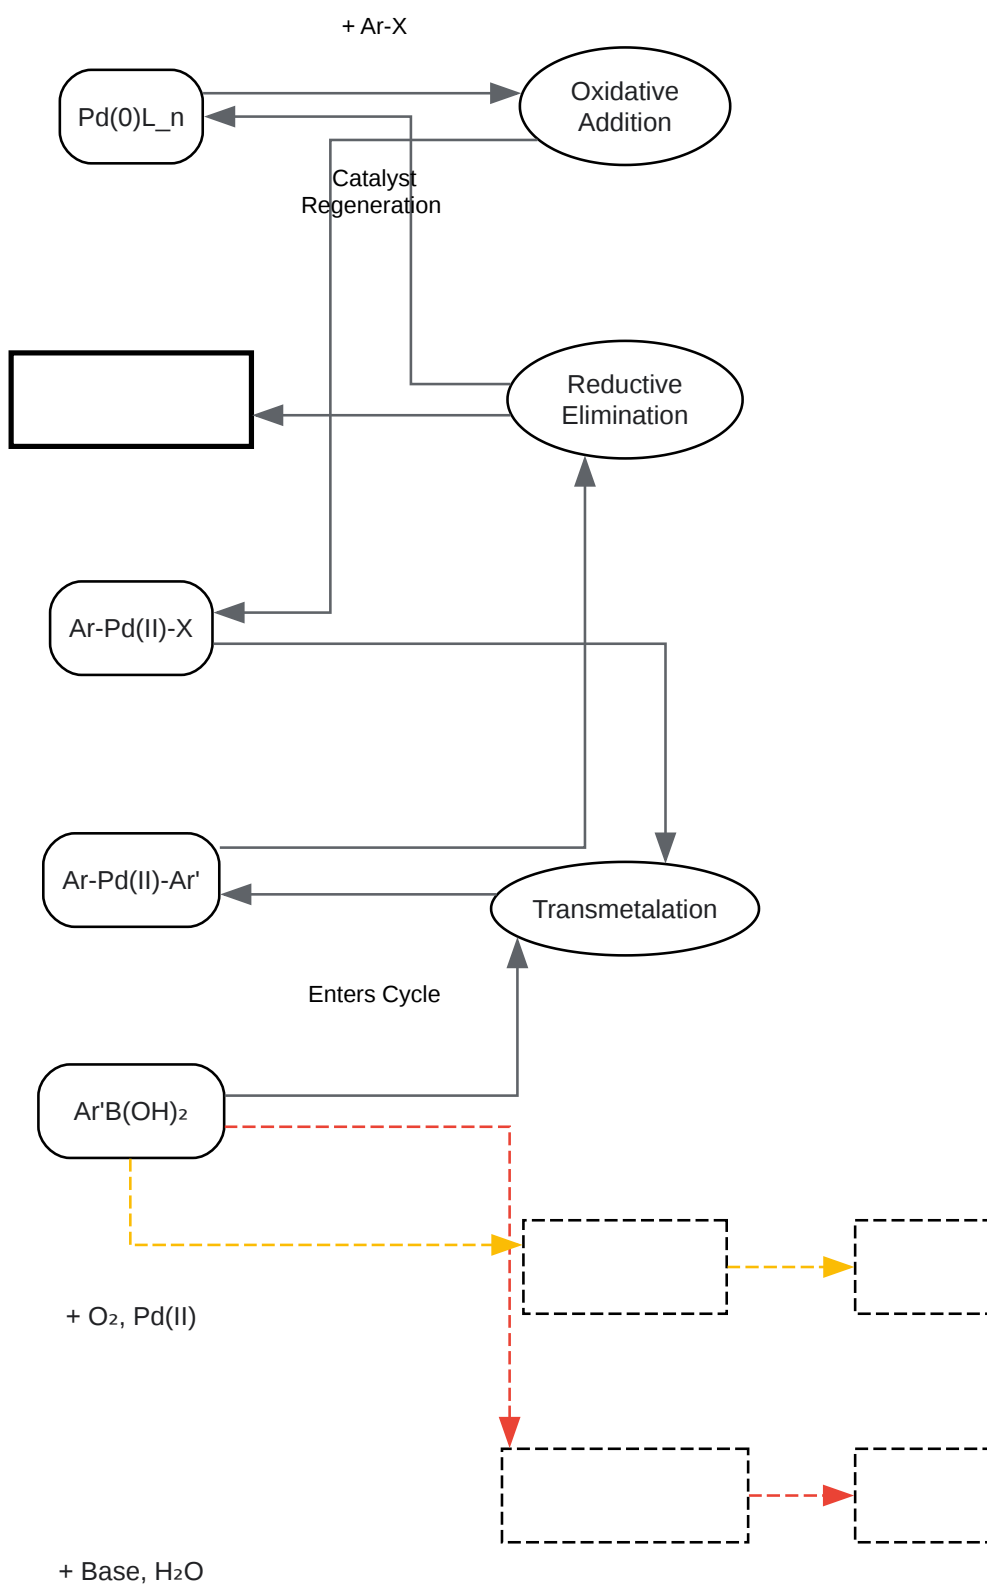 + Ar-X
Pd(0)L_n
Oxidative
Addition
Catalyst
Regeneration
Reductive
Elimination
Ar-Pd(II)-X
Ar-Pd(II)-Ar'
Transmetalation
Enters Cycle
Ar'B(OH)₂
+ O₂, Pd(II)
+ Base, H₂O